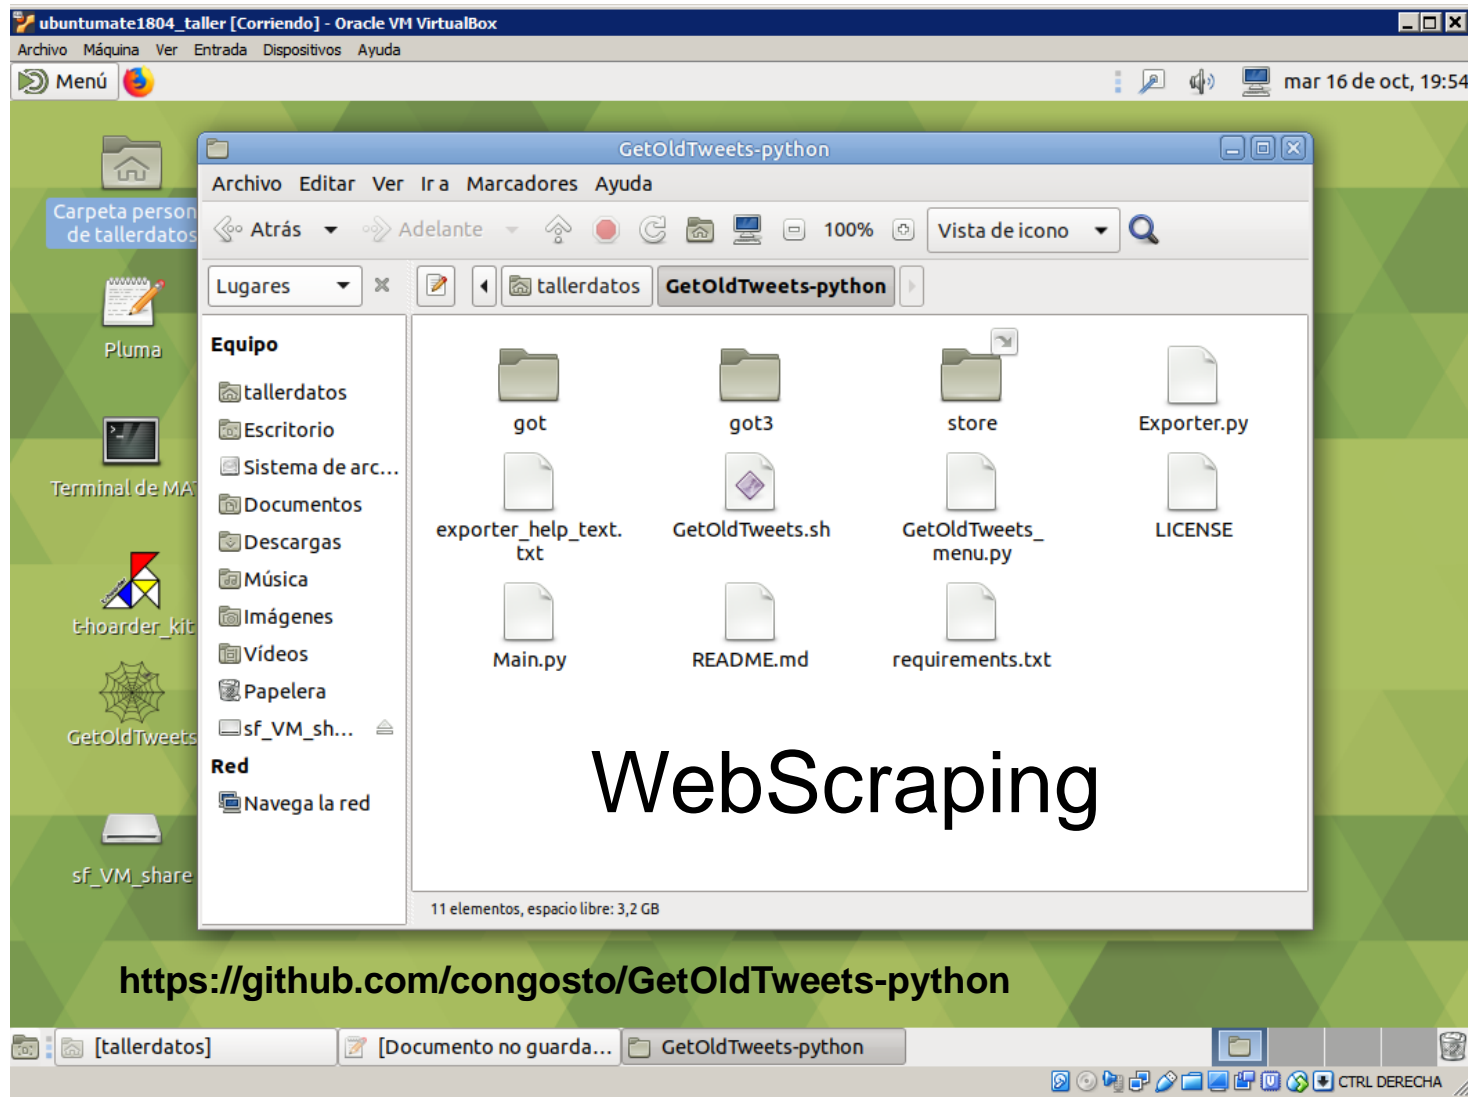 ubuntumate1804_taller [Corriendo] - Oracle VM VirtualBox
Archivo Máquina Ver Entrada Dispositivos Ayuda
Menú
mar 16 de oct, 19:54
GetOldTweets-python
Archivo Editar Ver Ir a Marcadores Ayuda
Atrás Adelante 100% Vista de icono
Lugares tallerdatos GetOldTweets-python
Carpeta person
de tallerdatos
Pluma
Terminal de MA
t-hoarder_kit
GetOldTweets
sf_VM_share
Equipo
tallerdatos
Escritorio
Sistema de arc...
Documentos
Descargas
Música
Imágenes
Vídeos
Papelera
sf_VM_sh...
Red
Navega la red
got got3 store Exporter.py
exporter_help_text.
txt
GetOldTweets.sh
GetOldTweets_
menu.py
LICENSE
Main.py README.md requirements.txt
WebScraping
11 elementos, espacio libre: 3,2 GB
https://github.com/congosto/GetOldTweets-python
[tallerdatos] [Documento no guarda... GetOldTweets-python
CTRL DERECHA